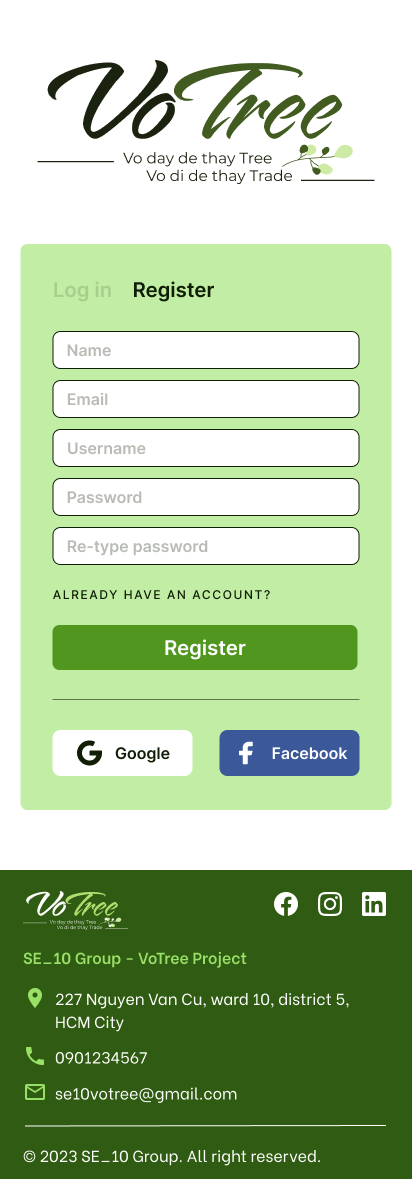 VoTree
Vo day de thay Tree
Vo di de thay Trade
Log in Register
Name
Email
Username
Password
Re-type password
ALREADY HAVE AN ACCOUNT?
Register
Google Facebook
VoTree
Vo day de thay Tree
Vo di de thay Trade
SE_10 Group - VoTree Project
227 Nguyen Van Cu, ward 10, district 5,
HCM City
0901234567
se10votree@gmail.com
© 2023 SE_10 Group. All right reserved.